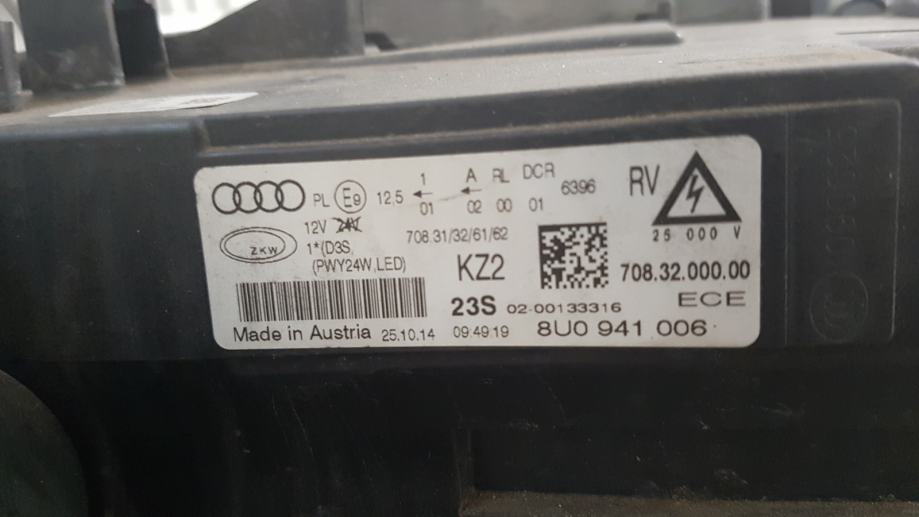 PL E9 12,5 1 A RL DCR 6396 RV
01 02 00 01
12V 24V
ZKW
1*(D3S,
(PWY24W,LED)
708.31/32/61/62
25 000 V
KZ2
708.32.000.00
23S 02-00133316 ECE
Made in Austria 25.10.14 09:49:19 8U0 941 006